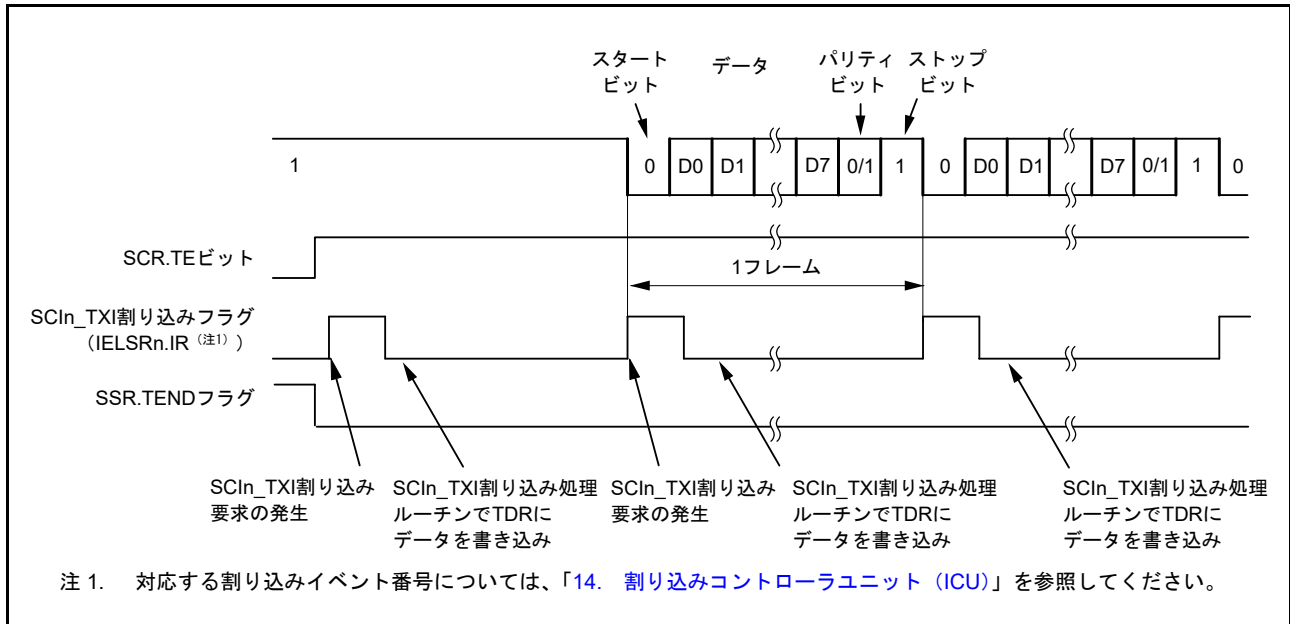 スタート
ビット
データ
パリティ
ビット
ストップ
ビット
1
0
D0
D1
D7
0/1
1
0
D0
D1
D7
0/1
1
0
SCR.TEビット
1フレーム
SCIn_TXI割り込みフラグ
（IELSRn.IR（注1））
SSR.TENDフラグ
SCIn_TXI割り込み
要求の発生
SCIn_TXI割り込み処理
ルーチンでTDRに
データを書き込み
SCIn_TXI割り込み
要求の発生
SCIn_TXI割り込み処理
ルーチンでTDRに
データを書き込み
SCIn_TXI割り込み処理
ルーチンでTDRに
データを書き込み
注 1. 対応する割り込みイベント番号については、「14. 割り込みコントローラユニット（ICU）」を参照してください。